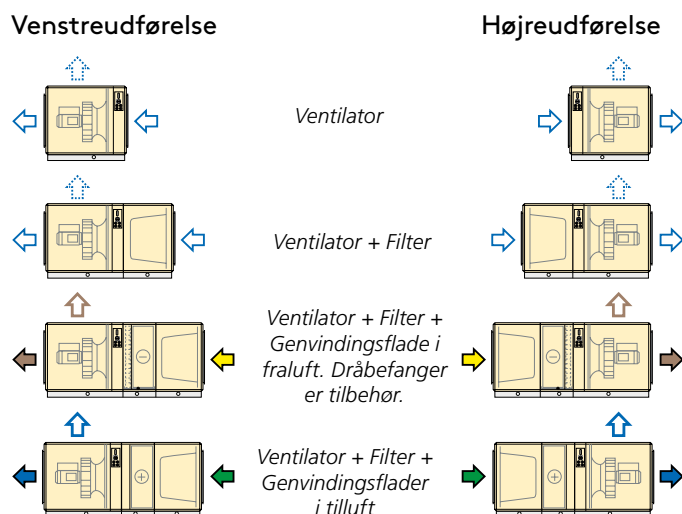 Venstreudførelse
Højreudførelse
Ventilator
Ventilator + Filter
Ventilator + Filter +
Genvindingsflade i
fraluft. Dråbefanger
er tilbehør.
Ventilator + Filter +
Genvindingsflader
i tilluft